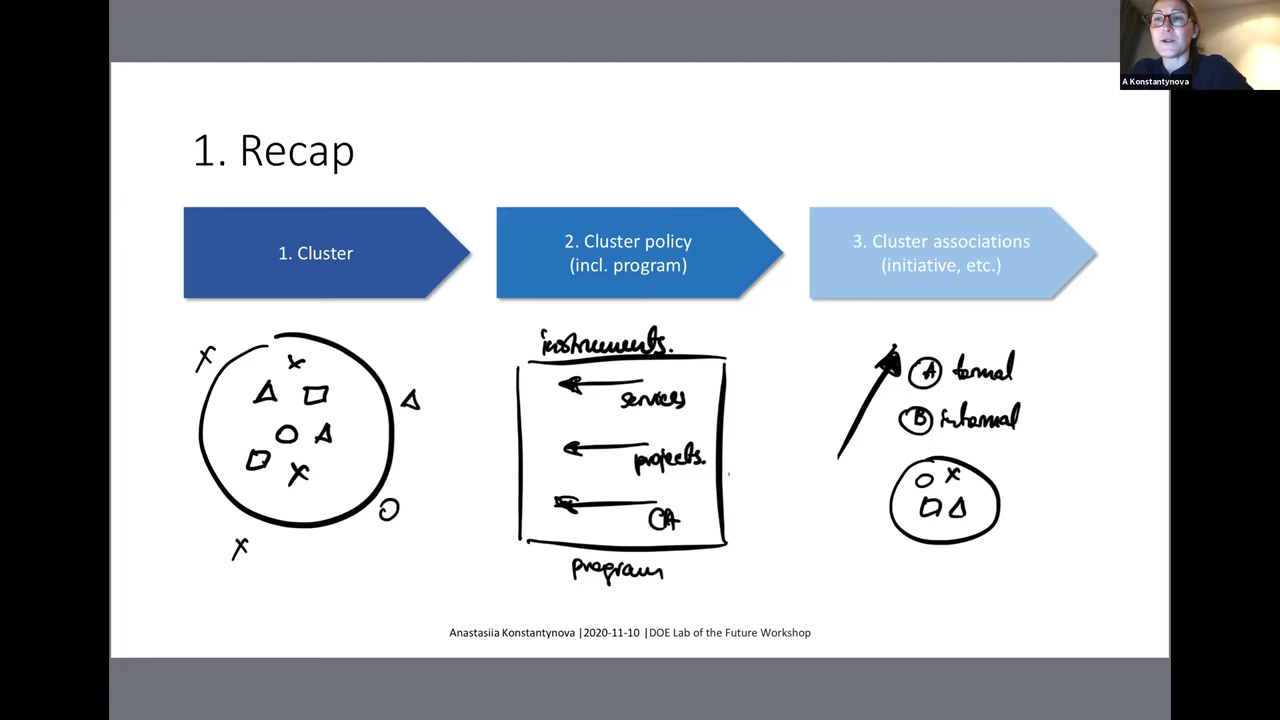 A Konstantynova
1. Recap
1. Cluster
2. Cluster policy
(incl. program)
3. Cluster associations
(initiative, etc.)
instruments.
services
projects.
CA
program
A formal
B informal
Anastasiia Konstantynova |2020-11-10 |DOE Lab of the Future Workshop